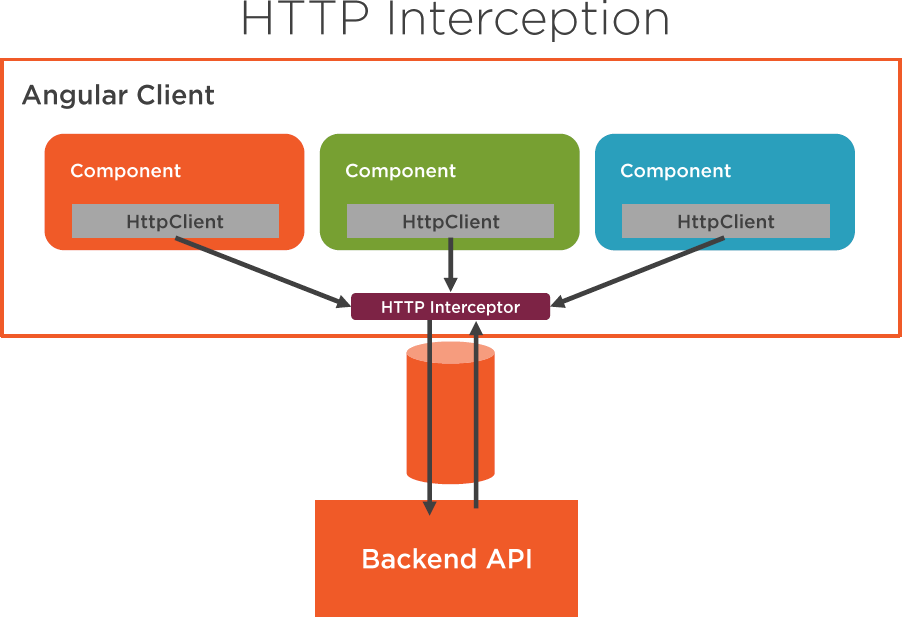 HTTP Interception
Angular Client
Component
Component
Component
HttpClient
HttpClient
HttpClient
HTTP Interceptor
Backend API